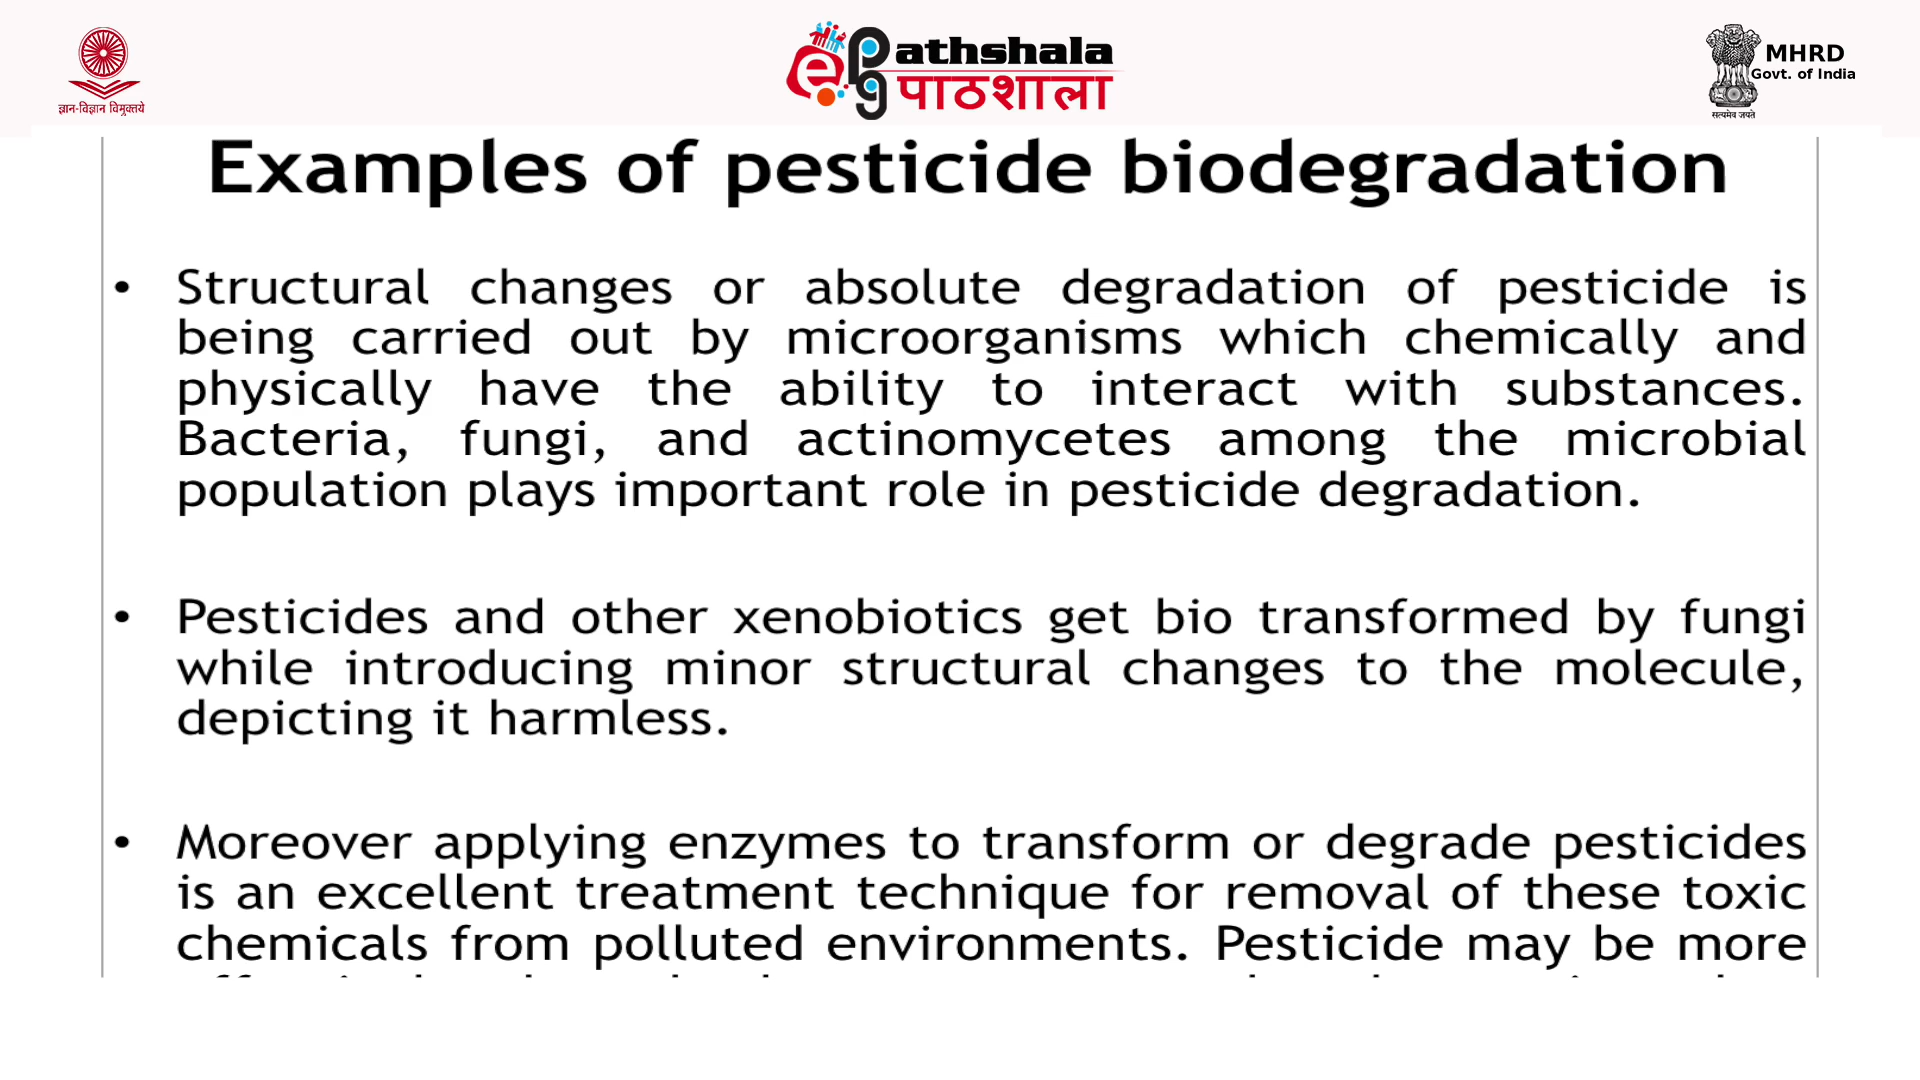 ज्ञान-विज्ञान विमुक्तये
ePathshala
पाठशाला
MHRD
Govt. of India
सत्यमेव जयते
Examples of pesticide biodegradation
• Structural changes or absolute degradation of pesticide is
being carried out by microorganisms which chemically and
physically have the ability to interact with substances.
Bacteria, fungi, and actinomycetes among the microbial
population plays important role in pesticide degradation.
• Pesticides and other xenobiotics get bio transformed by fungi
while introducing minor structural changes to the molecule,
depicting it harmless.
• Moreover applying enzymes to transform or degrade pesticides
is an excellent treatment technique for removal of these toxic
chemicals from polluted environments. Pesticide may be more